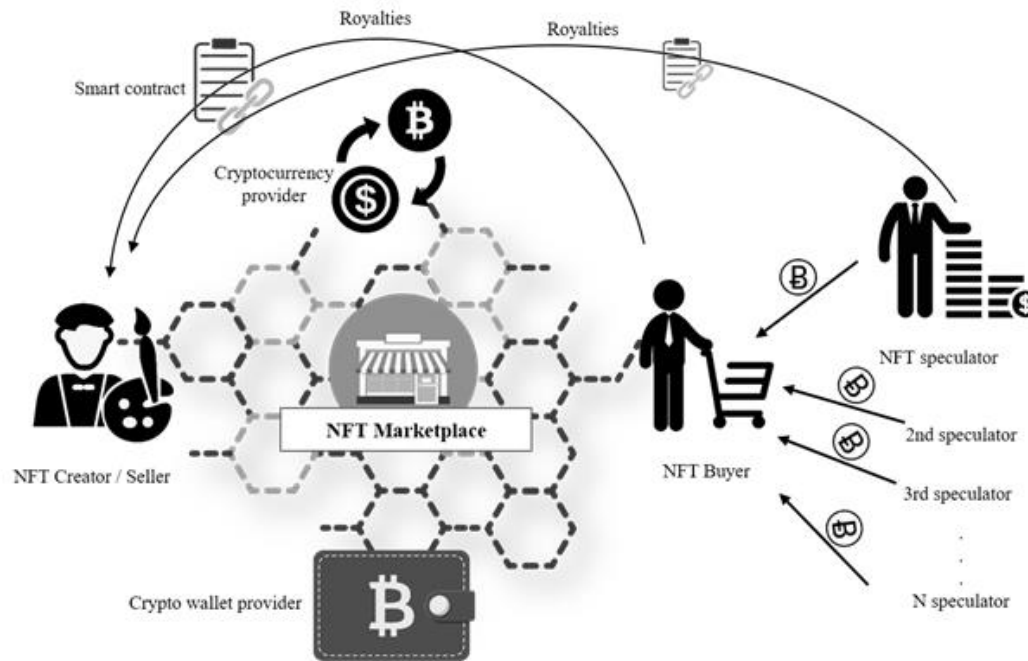 Royalties
Royalties
Smart contract
Cryptocurrency
provider
NFT speculator
NFT Marketplace
2nd speculator
NFT Creator / Seller
NFT Buyer
3rd speculator
Crypto wallet provider
N speculator